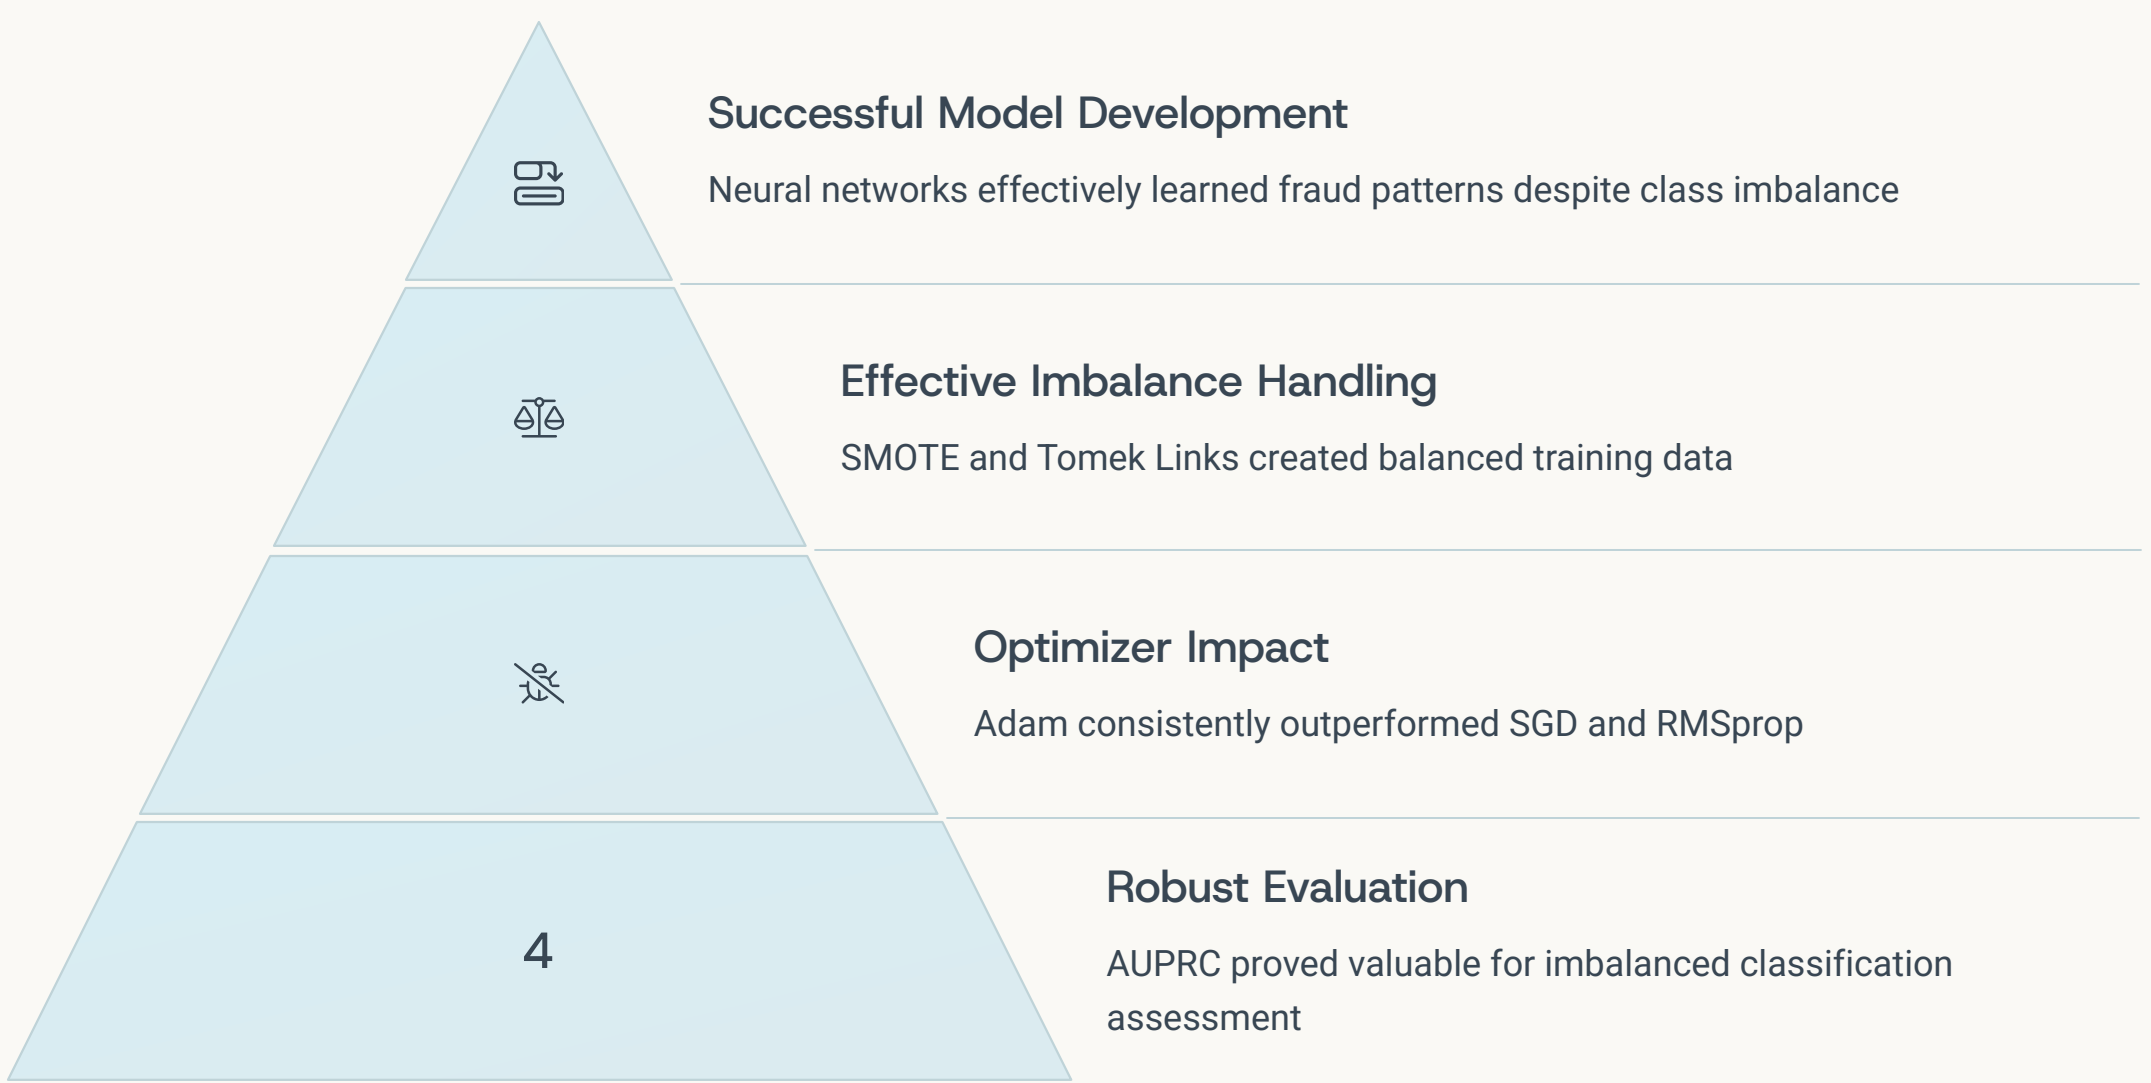 Successful Model Development
Neural networks effectively learned fraud patterns despite class imbalance
Effective Imbalance Handling
SMOTE and Tomek Links created balanced training data
Optimizer Impact
Adam consistently outperformed SGD and RMSprop
4
Robust Evaluation
AUPRC proved valuable for imbalanced classification
assessment